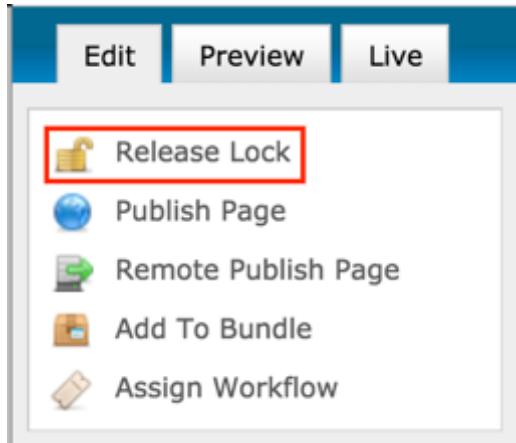 Edit Preview Live
Release Lock
Publish Page
Remote Publish Page
Add To Bundle
Assign Workflow